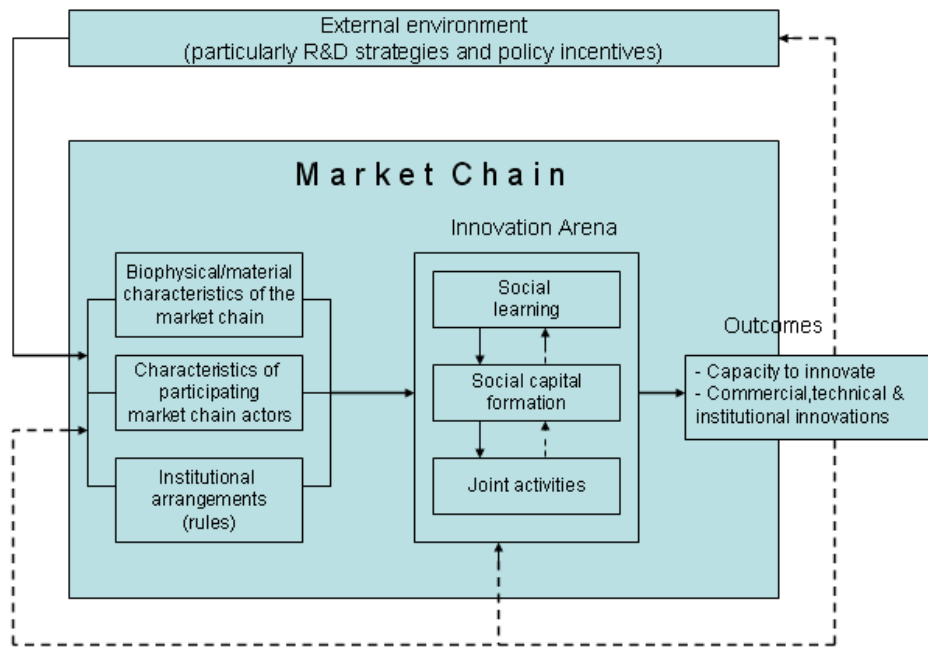 External environment
(particularly R&D strategies and policy incentives)
Market Chain
Innovation Arena
Biophysical/material
characteristics of the
market chain
Characteristics of
participating
market chain actors
Institutional
arrangements
(rules)
Social
learning
Social capital
formation
Joint activities
Outcomes
- Capacity to innovate
- Commercial,technical &
institutional innovations